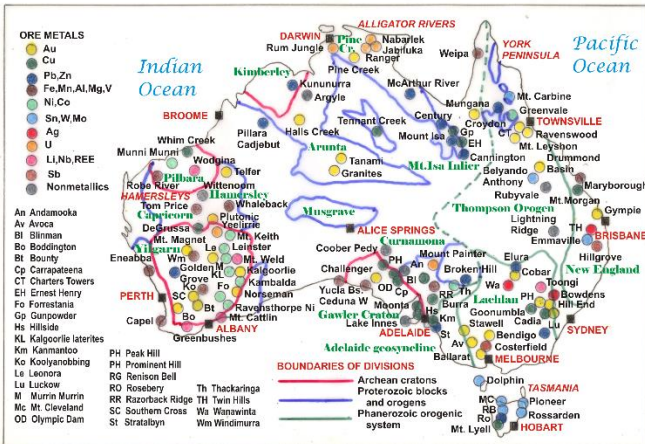 ORE METALS
Au
Cu
Pb,Zn
Fe,Mn,Al,Mg,V
Ni,Co
Sn,W,Mo
Ag
U
Li,Nb,REE
Sb
Nonmetallics
An Andamooka
Av Avoca
Bl Blinman
Bo Boddington
Bt Bounty
Cp Carrapateena
CT Charters Towers
EH Ernest Henry
Fo Forrestania
Gp Gunpowder
Hs Hillside
KL Kalgoorlie laterites
Km Kanmantoo
Ko Koolyanobbing
Le Leonora
Lu Luckow
M Murrin Murrin
Mc Mt. Cleveland
OD Olympic Dam
PH Peak Hill
PH Prominent Hill
RG Renison Bell
RO Rosebery
RR Razorback Ridge
SC Southern Cross
St Stratalbyn
Th Thackaringa
TH Twin Hills
Wa Wanawinta
Wm Windimurra
BOUNDARIES OF DIVISIONS
Archean cratons
Proterozoic blocks
and orogens
Phanerozoic orogenic
system
Indian
Ocean
Pacific
Ocean
DARWIN
Rum Jungle
Pine
Cr.
ALLIGATOR RIVERS
Nabarlek
Jabiluka
Ranger
Pine Creek
Weipa
YORK
PENINSULA
Kimberley
Kununurra
Argyle
McArthur River
Mungana
Mt. Carbine
Greenvale
Century
Croydon
TOWNSVILLE
CT
Ravenswood
BROOME
Pillara
Cadjebut
Halls Creek
Tennant Creek
Mount Isa
Gp
EH
Mt. Leyshon
Cannington
Drummond
Basin
Arunta
Tanami
Granites
Mt.Isa Inlier
Belyando
Anthony
Rubyvale
Maryborough
Mt.Morgan
Whim Creek
Munni Munni
Wodgina
Pilbara
Telfer
Robe River
Wittenoom
HAMERSLEYS
Hamersley
Tom Price
Whaleback
Capricorn
Plutonic
DeGrussa
Yeelirrie
Musgrave
ALICE SPRINGS
Thompson Orogen
Lightning
Ridge
Gympie
TH
BRISBANE
Emmaville
Hillgrove
New England
Yilgarn
Mt. Magnet
Keith
Le
Leinster
Eneabba
Wm
M
Mt. Weld
Golden
Grove
KL
Kalgoorlie
Ko
Fo
Kambalda
Norseman
PERTH
SC
Bt
Ravensthorpe Ni
Bo
Mt. Cattlin
Capel
ALBANY
Greenbushes
Coober Pedy
Curnamona
Challenger
PH
An
Mount Painter
Bl
Broken Hill
Yucla Bs.
OD
Cp
RR
Th
Ceduna W
Moonta
Burra
Gawler Craton
Hs
Km
Lake Innes
ADELAIDE
St
Adelaide geosyneline
Elura
Cobar
Wa
Toongi
Lachlan
PH
Bowdens
Goonumbla
Hill End
Cadia
Lu
SYDNEY
Stawell
Av
Bendigo
Costerfield
Ballarat
MELBOURNE
Dolphin
TASMANIA
MC
Pioneer
RB
Ro
Rossarden
Mt. Lyell
HOBART